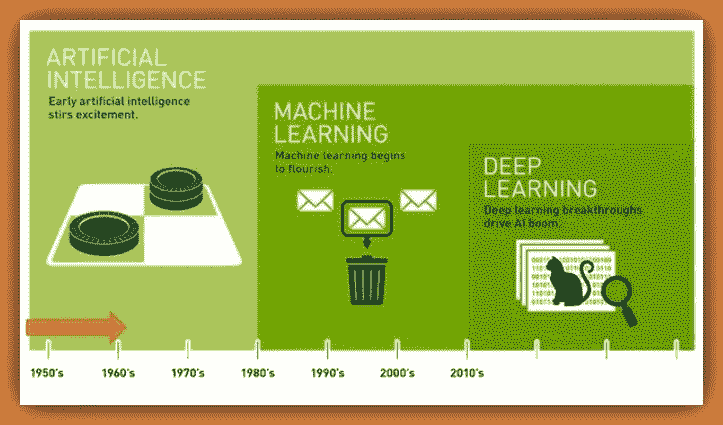 ARTIFICIAL
INTELLIGENCE
Early artificial intelligence
stirs excitement.
MACHINE
LEARNING
Machine learning begins
to flourish.
DEEP
LEARNING
Deep learning breakthroughs
drive AI boom.
1950's
1960's
1970's
1980's
1990's
2000's
2010's